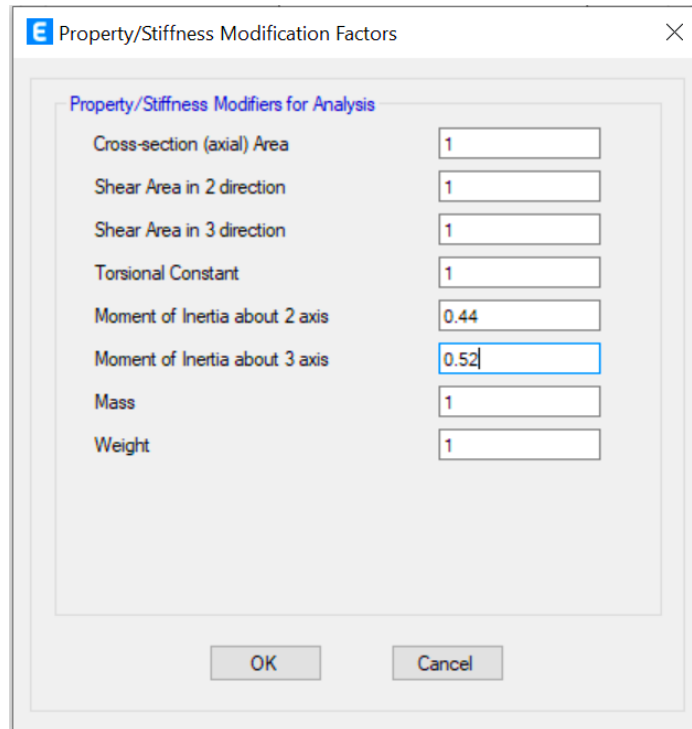 E Property/Stiffness Modification Factors
Property/Stiffness Modifiers for Analysis
Cross-section (axial) Area 1
Shear Area in 2 direction 1
Shear Area in 3 direction 1
Torsional Constant 1
Moment of Inertia about 2 axis 0.44
Moment of Inertia about 3 axis 0.52
Mass 1
Weight 1
OK Cancel